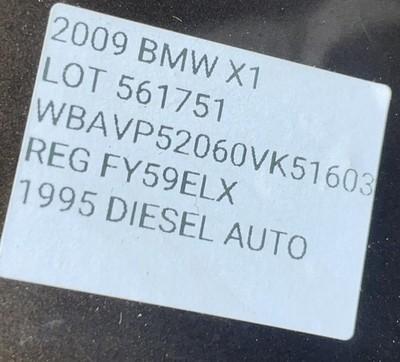 2009 BMW X1
LOT 561751
WBAVP52060VK51603
REG FY59ELX
1995 DIESEL AUTO